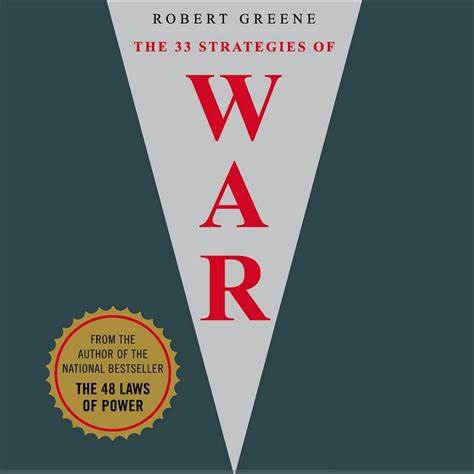 ROBERT GREENE
THE 33 STRATEGIES OF
W
A
R
FROM THE
AUTHOR OF THE
NATIONAL BESTSELLER
THE 48 LAWS
OF POWER